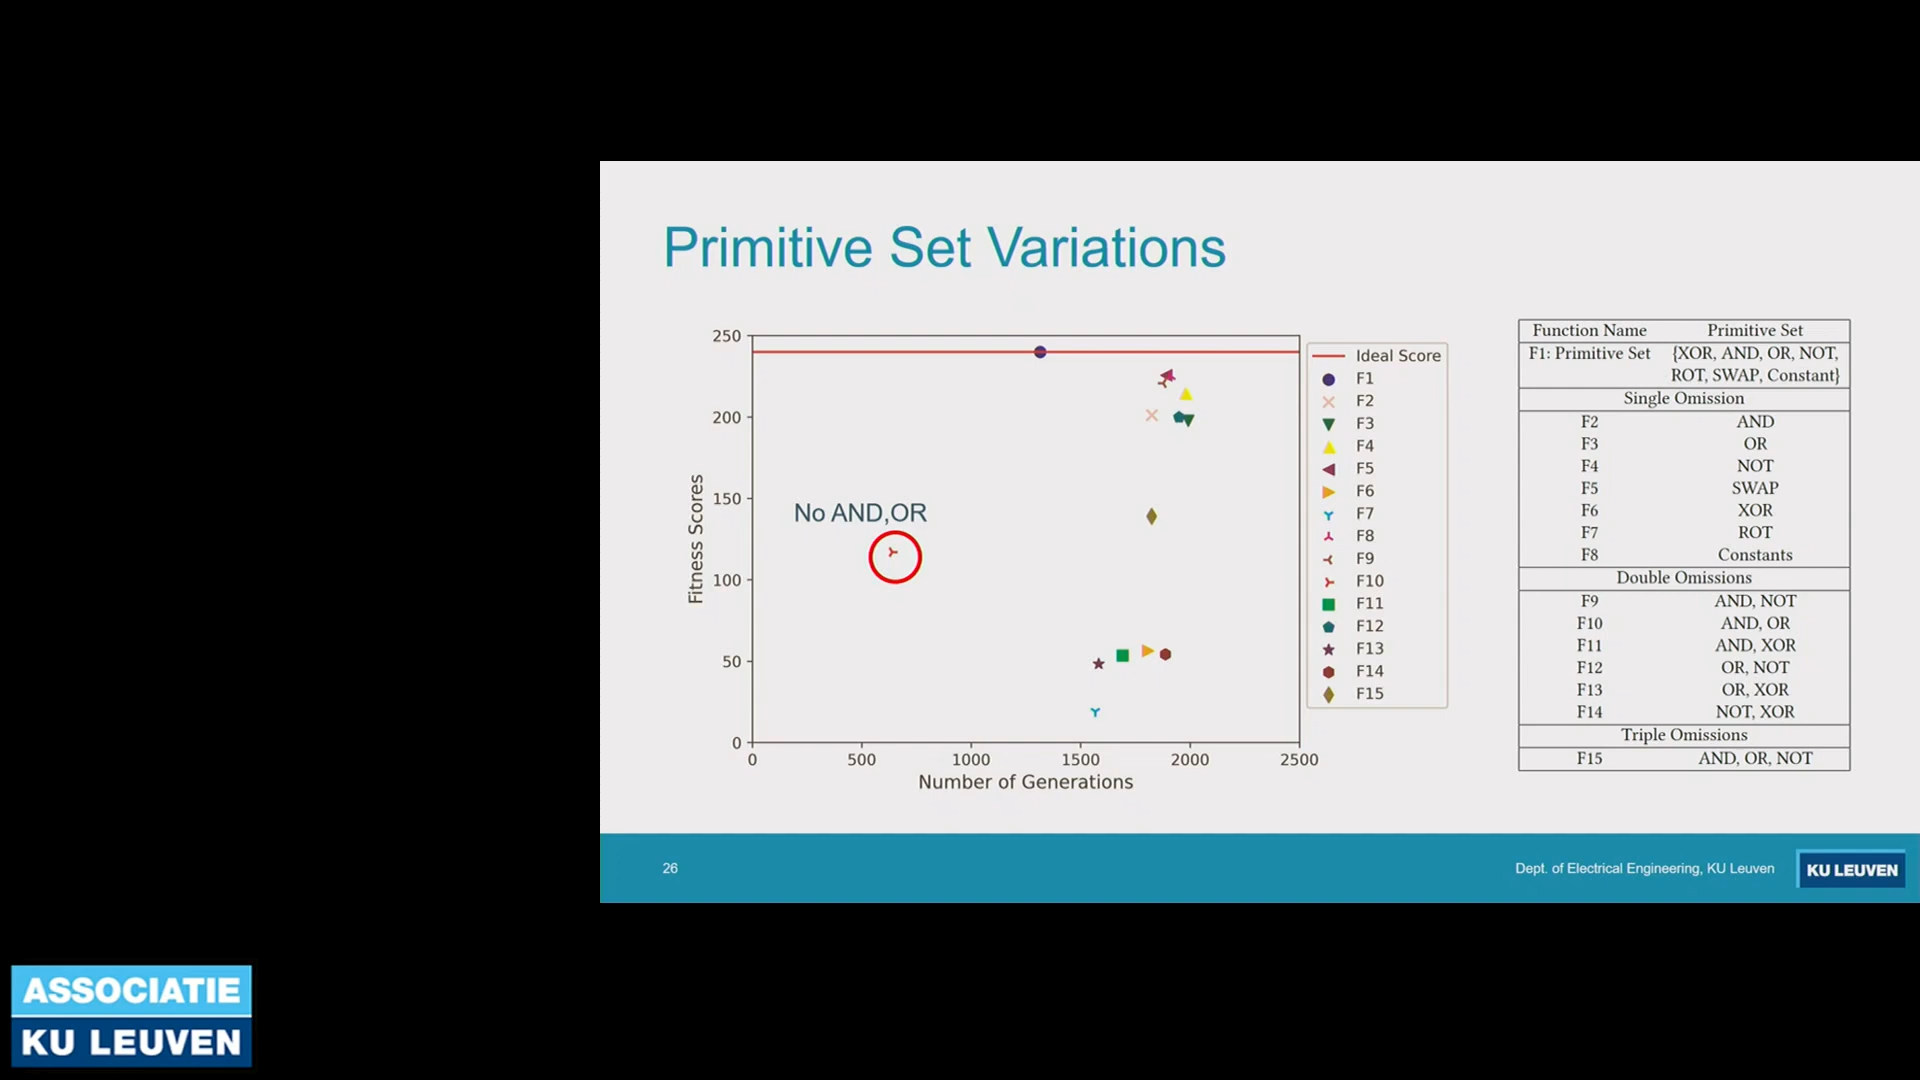 Primitive Set Variations
250
200
150
100
50
0
Fitness Scores
0 500 1000 1500 2000 2500
Number of Generations
No AND,OR
Ideal Score
F1
F2
F3
F4
F5
F6
F7
F8
F9
F10
F11
F12
F13
F14
F15
Function Name Primitive Set
F1: Primitive Set {XOR, AND, OR, NOT,
ROT, SWAP, Constant}
Single Omission
F2 AND
F3 OR
F4 NOT
F5 SWAP
F6 XOR
F7 ROT
F8 Constants
Double Omissions
F9 AND, NOT
F10 AND, OR
F11 AND, XOR
F12 OR, NOT
F13 OR, XOR
F14 NOT, XOR
Triple Omissions
F15 AND, OR, NOT
26
Dept. of Electrical Engineering, KU Leuven
KU LEUVEN
ASSOCIATIE
KU LEUVEN